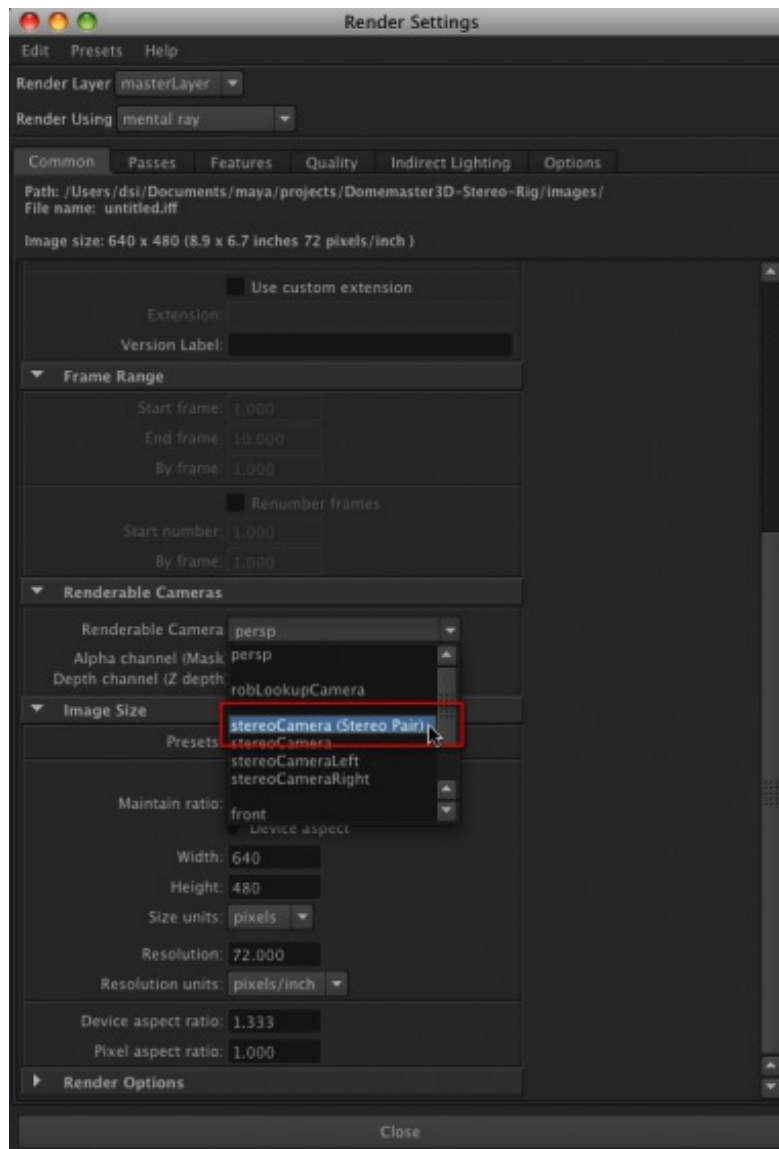 Render Settings
Edit Presets Help
Render Layer masterLayer
Render Using mental ray
Common Passes Features Quality Indirect Lighting Options
Path: /Users/dsi/Documents/maya/projects/Domemaster3D-Stereo-Rig/images/
File name: untitled.iff
Image size: 640 x 480 (8.9 x 6.7 inches 72 pixels/inch )
Use custom extension
Extension:
Version Label:
Frame Range
Start frame: 1.000
End frame: 10.000
By frame: 1.000
Renumber frames
Start number: 1.000
By frame: 1.000
Renderable Cameras
Renderable Camera persp
Alpha channel (Mask persp
Depth channel (Z depth
robLookupCamera
Image Size
stereoCamera (Stereo Pair)
Presets: stereoCamera
stereoCameraLeft
stereoCameraRight
Maintain ratio:
front
Device aspect
Width: 640
Height: 480
Size units: pixels
Resolution: 72.000
Resolution units: pixels/inch
Device aspect ratio: 1.333
Pixel aspect ratio: 1.000
Render Options
Close